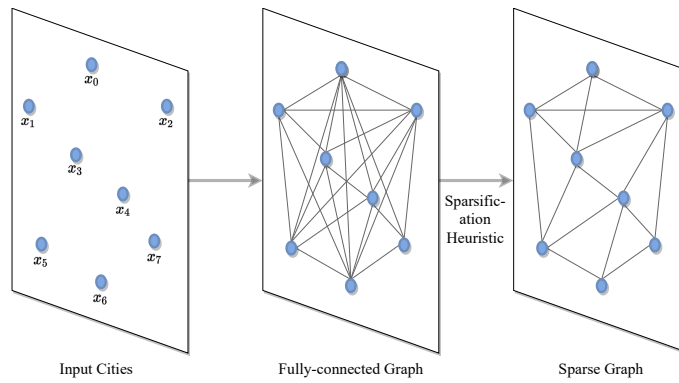 x₀
x₁
x₂
x₃
x₄
x₅
x₆
x₇
Sparsific-
ation
Heuristic
Input Cities
Fully-connected Graph
Sparse Graph